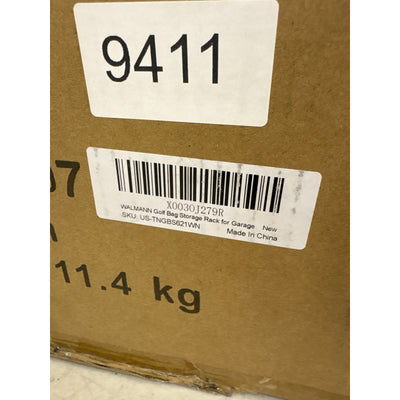 9411
07
X0030J279R
WALMANN Golf Bag Storage Rack for Garage New
SKU: US-TNGBS621WN
Made In China
11.4 kg